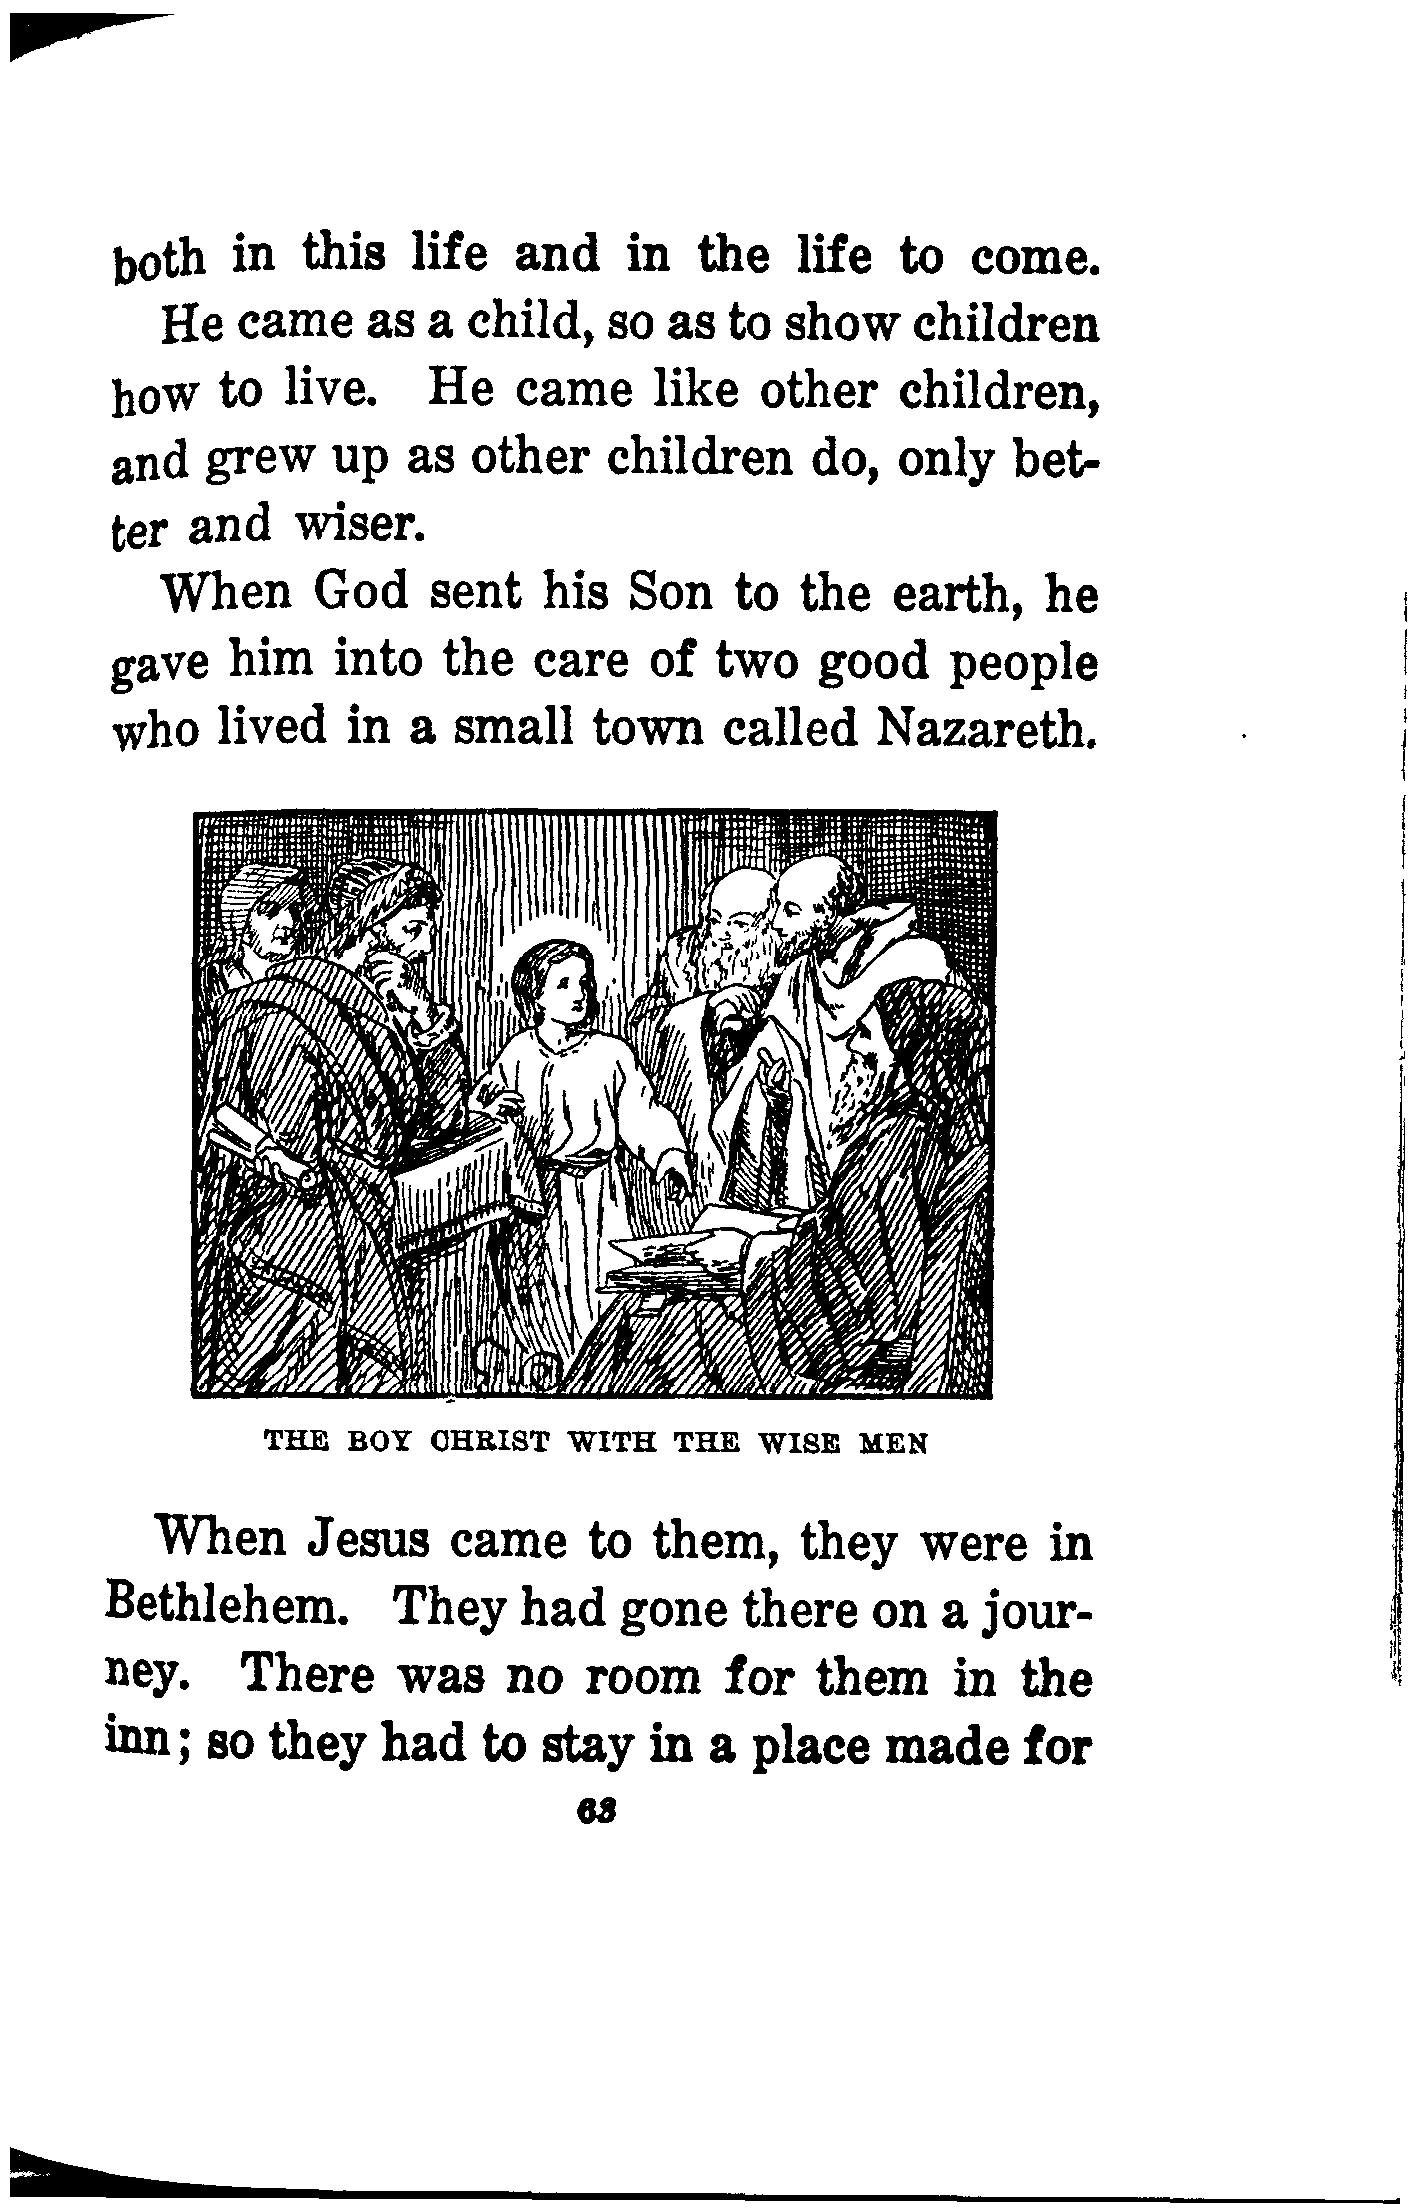 both in this life and in the life to come.
He came as a child, so as to show children
how to live. He came like other children,
and grew up as other children do, only bet-
ter and wiser.
When God sent his Son to the earth, he
gave him into the care of two good people
who lived in a small town called Nazareth.
THE BOY CHRIST WITH THE WISE MEN
When Jesus came to them, they were in
Bethlehem. They had gone there on a jour-
ney. There was no room for them in the
inn; so they had to stay in a place made for
63